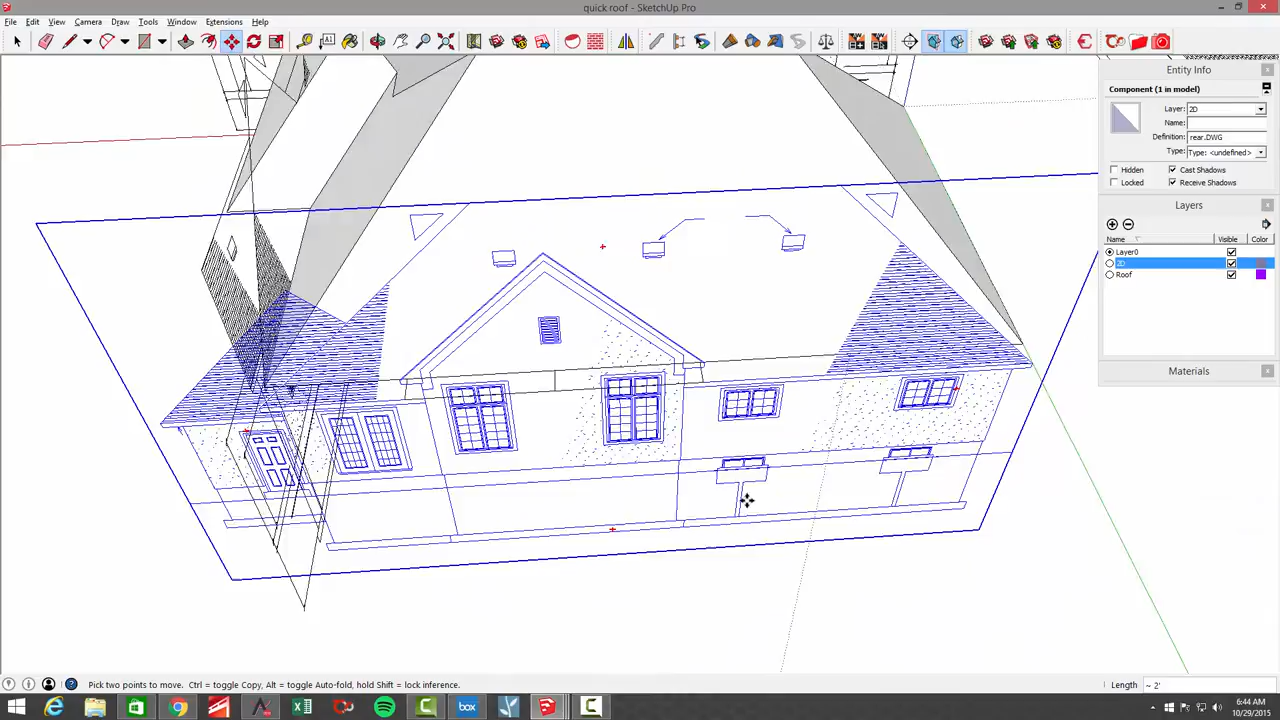 quick roof - SketchUp Pro
File Edit View Camera Draw Tools Window Extensions Help
Entity Info
Component (1 in model)
Layer: 2D
Name:
Definition: rear.DWG
Type: Type: <undefined>
Hidden Cast Shadows
Locked Receive Shadows
Layers
Name Visible Color
Layer0
2D
Roof
Materials
Pick two points to move. Ctrl = toggle Copy, Alt = toggle Auto-fold, hold Shift = lock inference.
Length ~ 2'
box
6:44 AM
10/29/2015